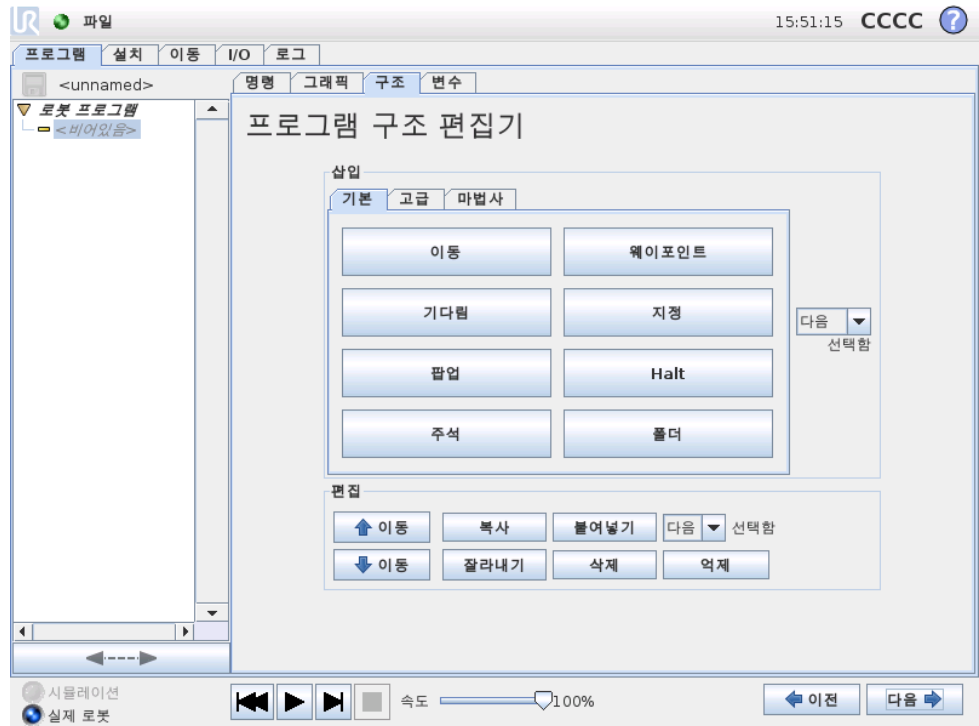 UR 파일 15:51:15 CCCC ?
프로그램 설치 이동 I/O 로그
<unnamed>
명령 그래픽 구조 변수
로봇 프로그램
<비어있음>
프로그램 구조 편집기
삽입
기본 고급 마법사
이동 웨이포인트
기다림 지정
다음
선택함
팝업 Halt
주석 폴더
편집
이동 복사 붙여넣기 다음 선택함
이동 잘라내기 삭제 억제
시뮬레이션
실제 로봇
속도 100%
이전 다음